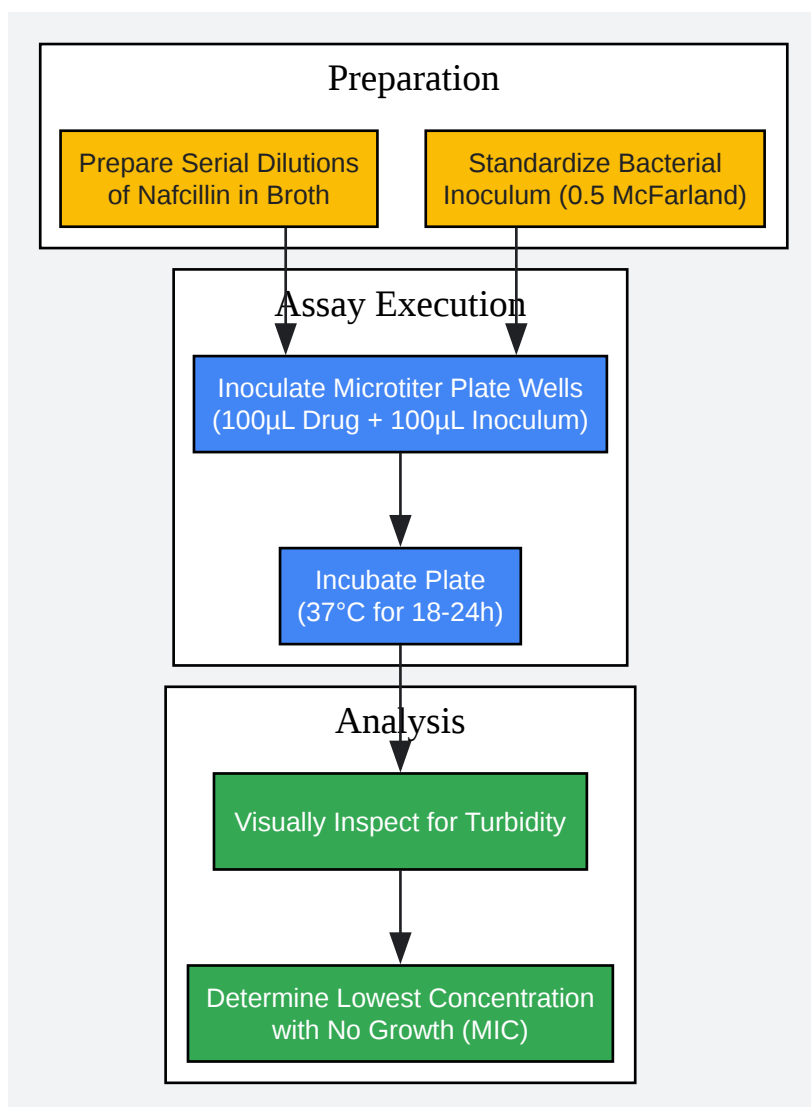 Preparation
Prepare Serial Dilutions
of Nafcillin in Broth
Standardize Bacterial
Inoculum (0.5 McFarland)
Assay Execution
Inoculate Microtiter Plate Wells
(100µL Drug + 100µL Inoculum)
Incubate Plate
(37°C for 18-24h)
Analysis
Visually Inspect for Turbidity
Determine Lowest Concentration
with No Growth (MIC)